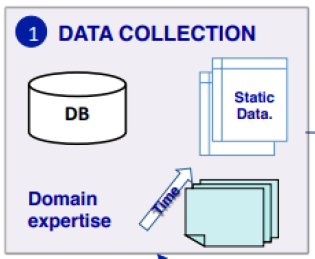 1 DATA COLLECTION
DB
Static
Data.
Domain
expertise
Time